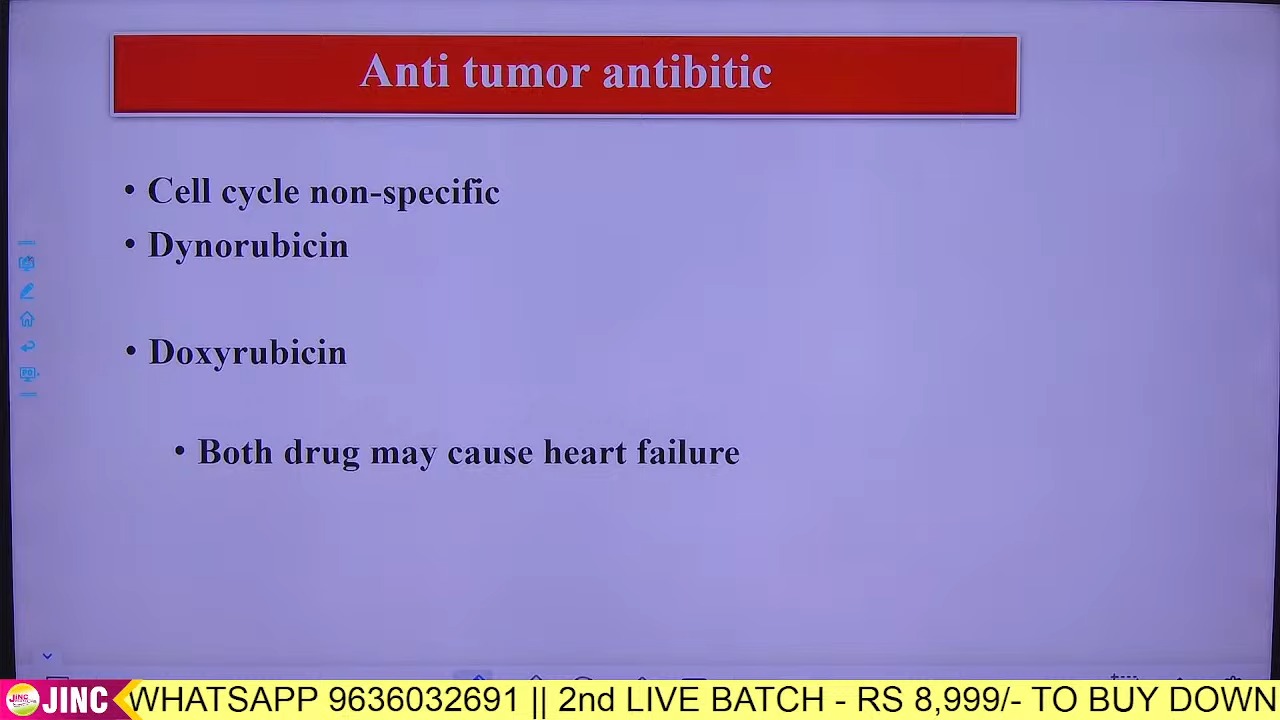 Anti tumor antibitic
• Cell cycle non-specific
• Dynorubicin
• Doxyrubicin
• Both drug may cause heart failure
JINC WHATSAPP 9636032691 || 2nd LIVE BATCH - RS 8,999/- TO BUY DOWN